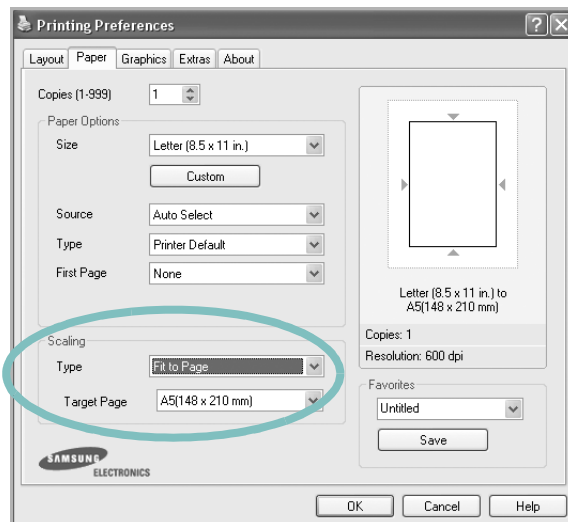 Printing Preferences
Layout Paper Graphics Extras About
Copies (1-999) 1
Paper Options
Size Letter (8.5 x 11 in.)
Custom
Source Auto Select
Type Printer Default
First Page None
Letter (8.5 x 11 in.) to
A5(148 x 210 mm)
Copies: 1
Resolution: 600 dpi
Scaling
Type Fit to Page
Target Page A5(148 x 210 mm)
Favorites
Untitled
Save
SAMSUNG
ELECTRONICS
OK Cancel Help